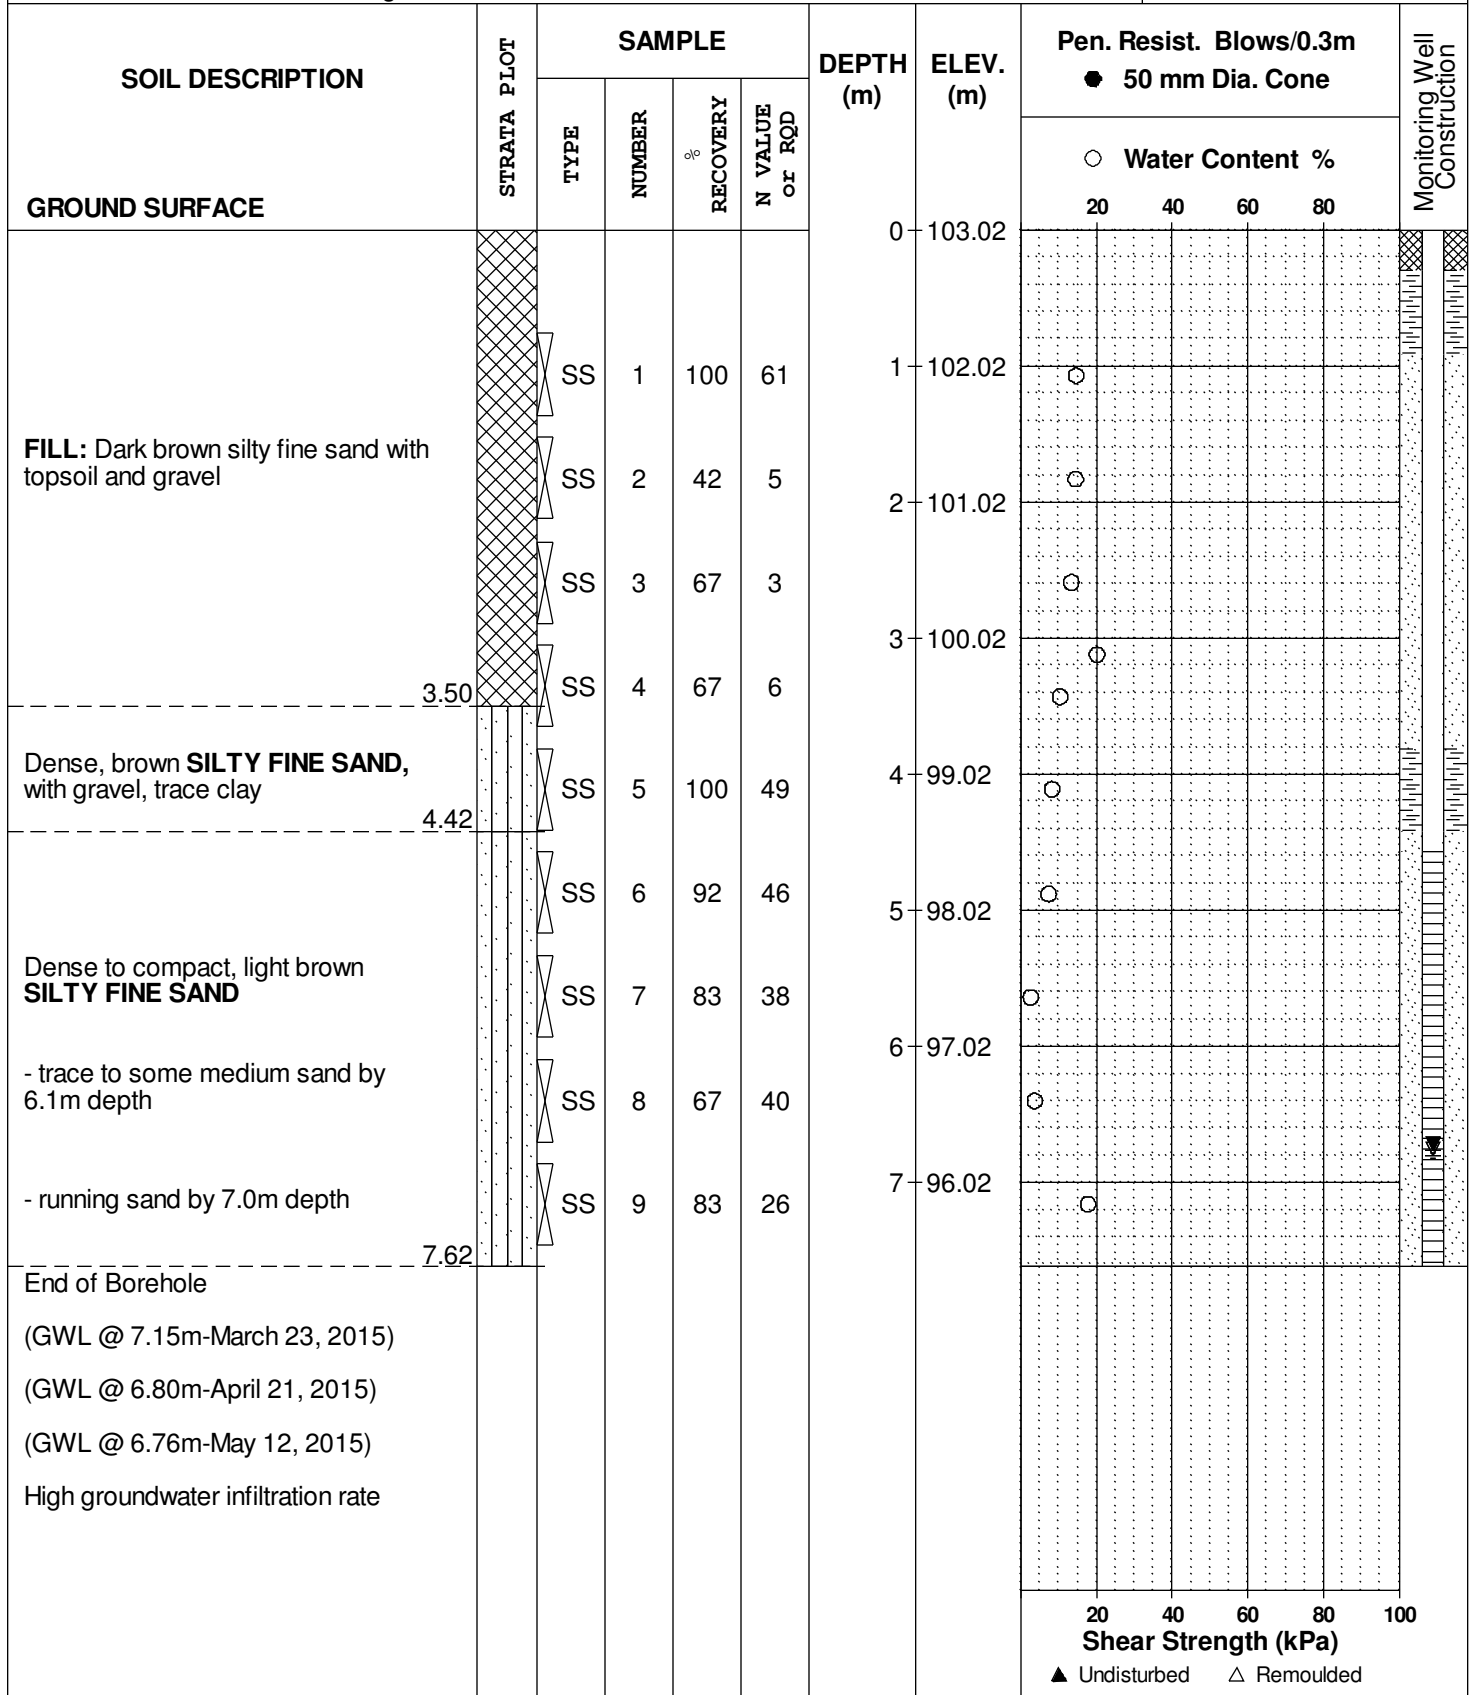 SOIL DESCRIPTION
GROUND SURFACE
STRATA PLOT
SAMPLE
TYPE
NUMBER
% RECOVERY
N VALUE or RQD
DEPTH
(m)
ELEV.
(m)
Pen. Resist. Blows/0.3m
● 50 mm Dia. Cone
○ Water Content %
20 40 60 80
Monitoring Well
Construction
0 103.02
SS 1 100 61
1 102.02
FILL: Dark brown silty fine sand with
topsoil and gravel
SS 2 42 5
2 101.02
SS 3 67 3
3 100.02
SS 4 67 6
3.50
Dense, brown SILTY FINE SAND,
with gravel, trace clay
4 99.02
SS 5 100 49
4.42
SS 6 92 46
5 98.02
Dense to compact, light brown
SILTY FINE SAND
SS 7 83 38
6 97.02
- trace to some medium sand by
6.1m depth
SS 8 67 40
7 96.02
- running sand by 7.0m depth
SS 9 83 26
7.62
End of Borehole
(GWL @ 7.15m-March 23, 2015)
(GWL @ 6.80m-April 21, 2015)
(GWL @ 6.76m-May 12, 2015)
High groundwater infiltration rate
20 40 60 80 100
Shear Strength (kPa)
▲ Undisturbed △ Remoulded